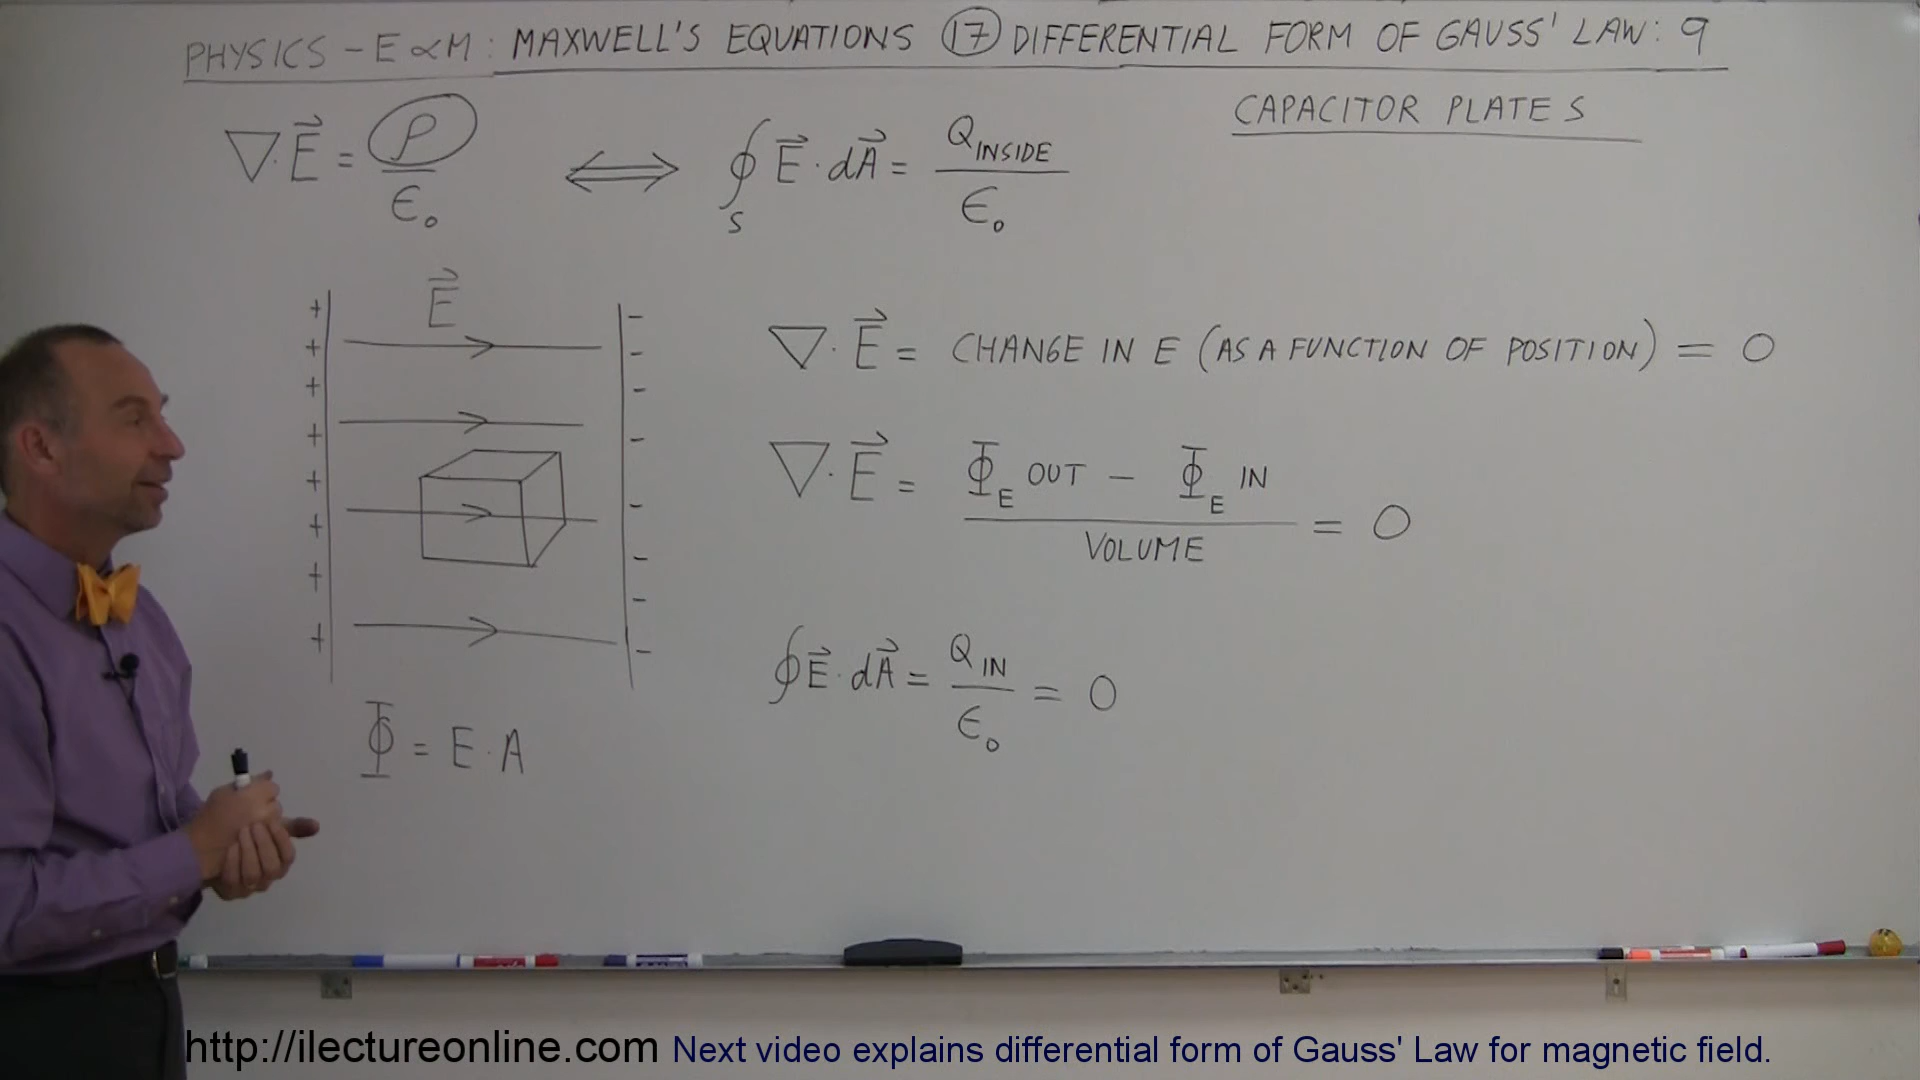 PHYSICS - E & M : MAXWELL'S EQUATIONS ⑰ DIFFERENTIAL FORM OF GAUSS' LAW: 9
CAPACITOR PLATES
∇·E⃗ = ρ/ϵ₀ ⟺ ∮_S E⃗·dA⃗ = Q_INSIDE/ϵ₀
E⃗
+ + + + + + + +
- - - - - - - - -
∇·E⃗ = CHANGE IN E (AS A FUNCTION OF POSITION) = 0
∇·E⃗ = (Φ_E OUT - Φ_E IN)/VOLUME = 0
∮E⃗·dA⃗ = Q_IN/ϵ₀ = 0
Φ = E·A
http://ilectureonline.com Next video explains differential form of Gauss' Law for magnetic field.